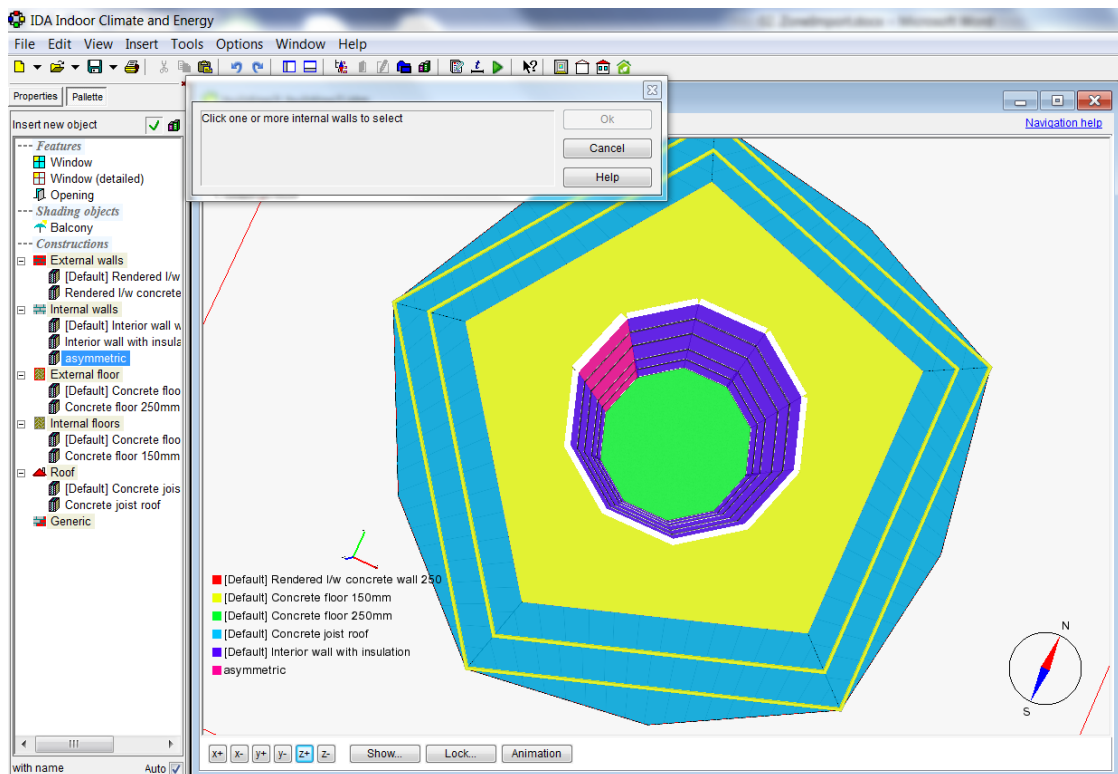 IDA Indoor Climate and Energy
File Edit View Insert Tools Options Window Help
Properties Palette
Insert new object
--- Features
Window
Window (detailed)
Opening
--- Shading objects
Balcony
--- Constructions
External walls
[Default] Rendered l/w
Rendered l/w concrete
Internal walls
[Default] Interior wall w
Interior wall with insula
asymmetric
External floor
[Default] Concrete floo
Concrete floor 250mm
Internal floors
[Default] Concrete floo
Concrete floor 150mm
Roof
[Default] Concrete jois
Concrete joist roof
Generic
with name Auto
Click one or more internal walls to select
Ok
Cancel
Help
Navigation help
[Default] Rendered l/w concrete wall 250
[Default] Concrete floor 150mm
[Default] Concrete floor 250mm
[Default] Concrete joist roof
[Default] Interior wall with insulation
asymmetric
N
S
x+ x- y+ y- z+ z- Show... Lock... Animation